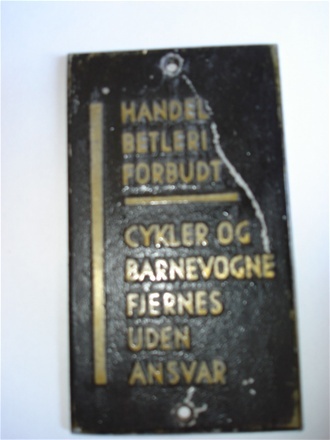 HANDEL
BETLERI
FORBUDT
CYKLER OG
BARNEVOGNE
FJERNES
UDEN
ANSVAR